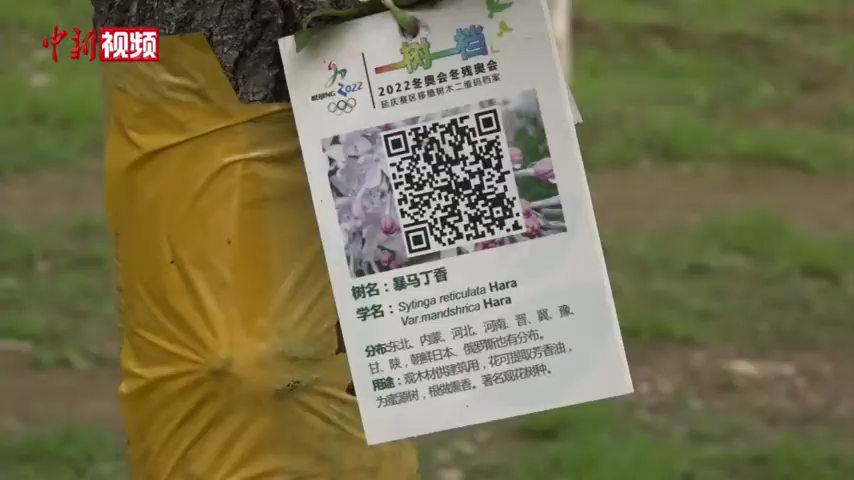 中新视频
一树一档
BEIJING 2022
2022冬奥会冬残奥会
延庆赛区移植树木二维码档案
树名：暴马丁香
学名：Sytinga reticulata Hara
Var.mandshrica Hara
分布:东北、内蒙、河北、河南、晋、冀、豫、
甘、陕，朝鲜日本、俄罗斯也有分布。
用途：观木材供建筑用，花可提取芳香油，
为蜜源树，根做熏香。著名观花树种。